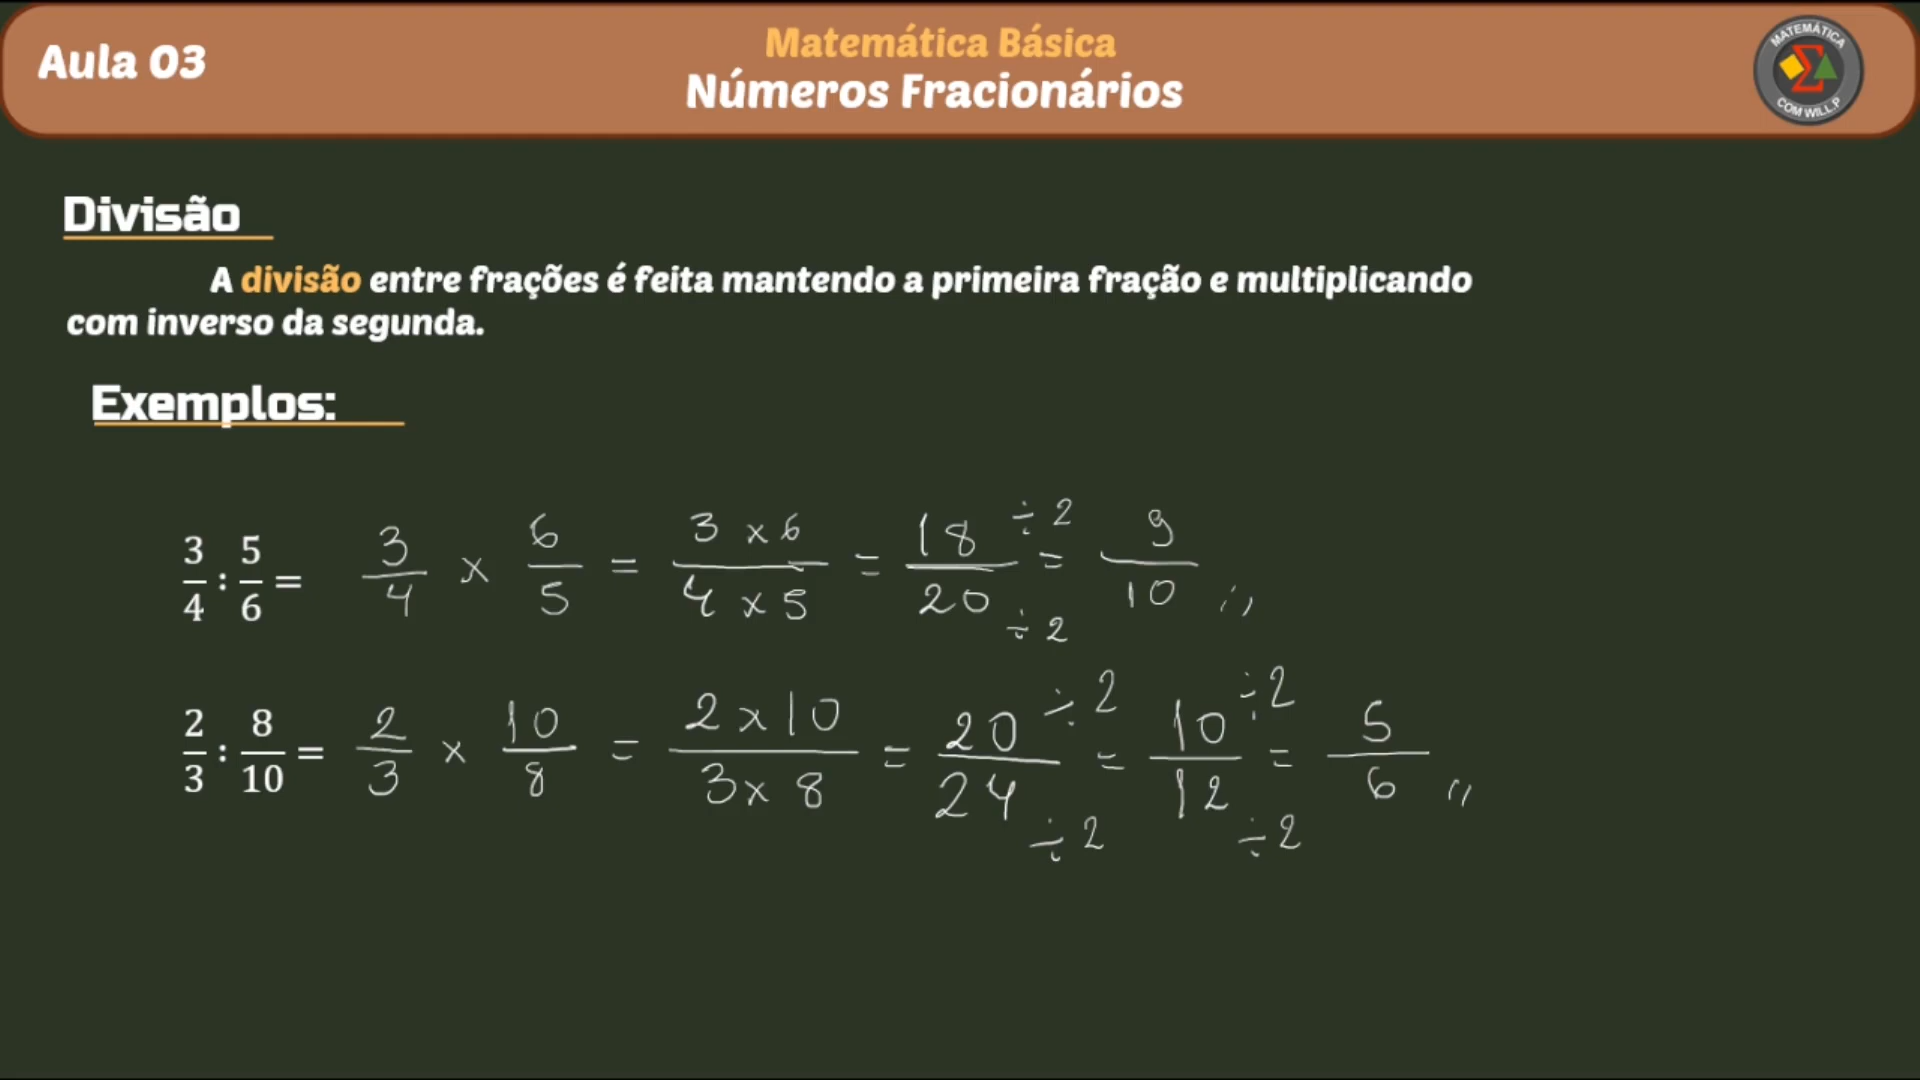 Aula 03
Matemática Básica
Números Fracionários
MATEMÁTICA
COM WILL.P
Divisão
A divisão entre frações é feita mantendo a primeira fração e multiplicando
com inverso da segunda.
Exemplos:
3/4 : 5/6 = 3/4 x 6/5 = 3 x 6/4 x 5 = 18 ÷ 2/20 ÷ 2 = 9/10 ,,
2/3 : 8/10 = 2/3 x 10/8 = 2 x 10/3 x 8 = 20 ÷ 2/24 ÷ 2 = 10 ÷ 2/12 ÷ 2 = 5/6 ,,